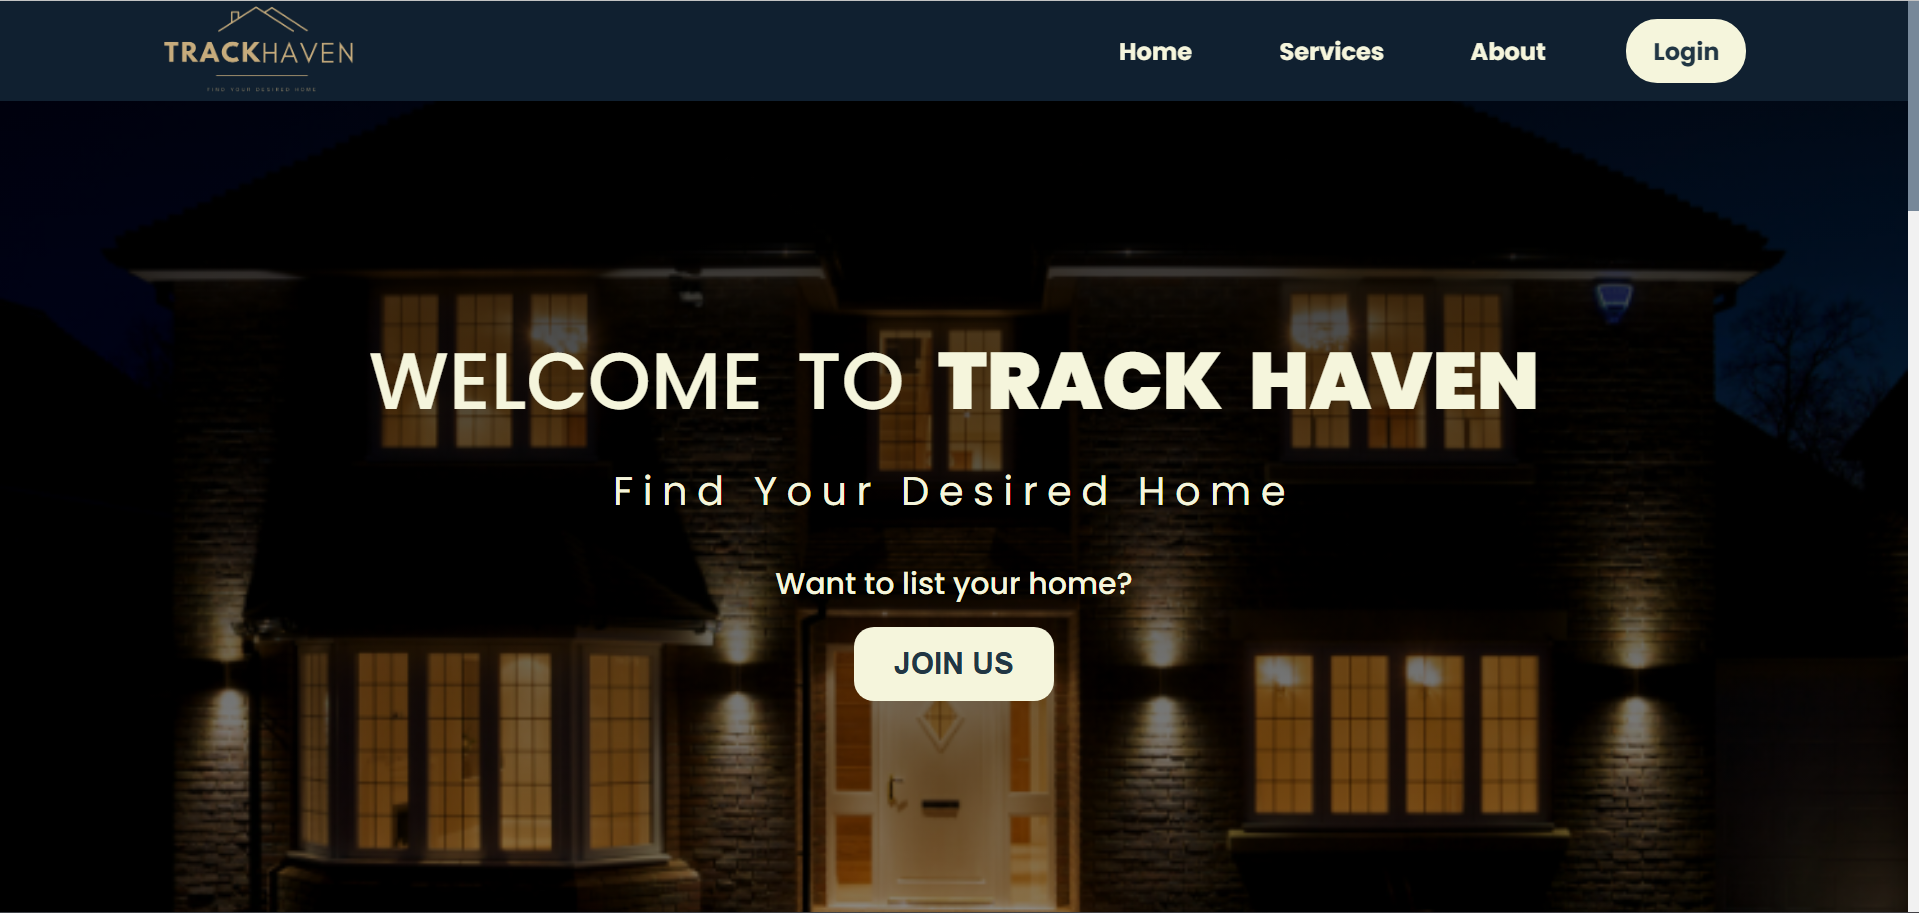 TRACKHAVEN
FIND YOUR DESIRED HOME
Home
Services
About
Login
WELCOME TO TRACK HAVEN
Find Your Desired Home
Want to list your home?
JOIN US